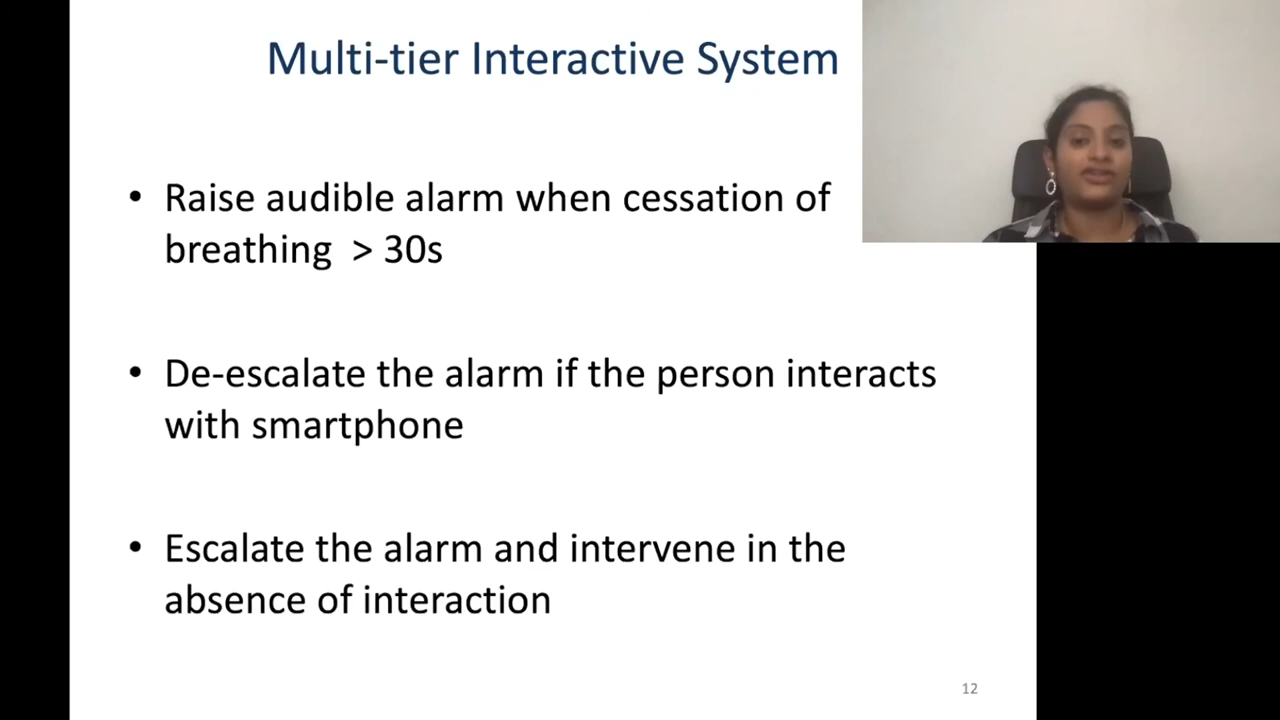 Multi-tier Interactive System
• Raise audible alarm when cessation of
breathing > 30s
• De-escalate the alarm if the person interacts
with smartphone
• Escalate the alarm and intervene in the
absence of interaction
12